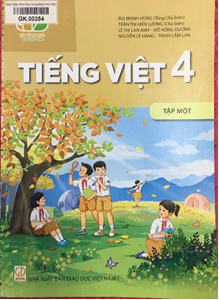 GK.00354
BÙI MẠNH HÙNG (Tổng Chủ biên)
TRẦN THỊ HIỀN LƯƠNG (Chủ biên)
LÊ THỊ LAN ANH - ĐỖ HỒNG DƯƠNG
NGUYỄN LÊ HẰNG - TRỊNH CẨM LAN
TIẾNG VIỆT 4
TẬP MỘT
NHÀ XUẤT BẢN GIÁO DỤC VIỆT NAM